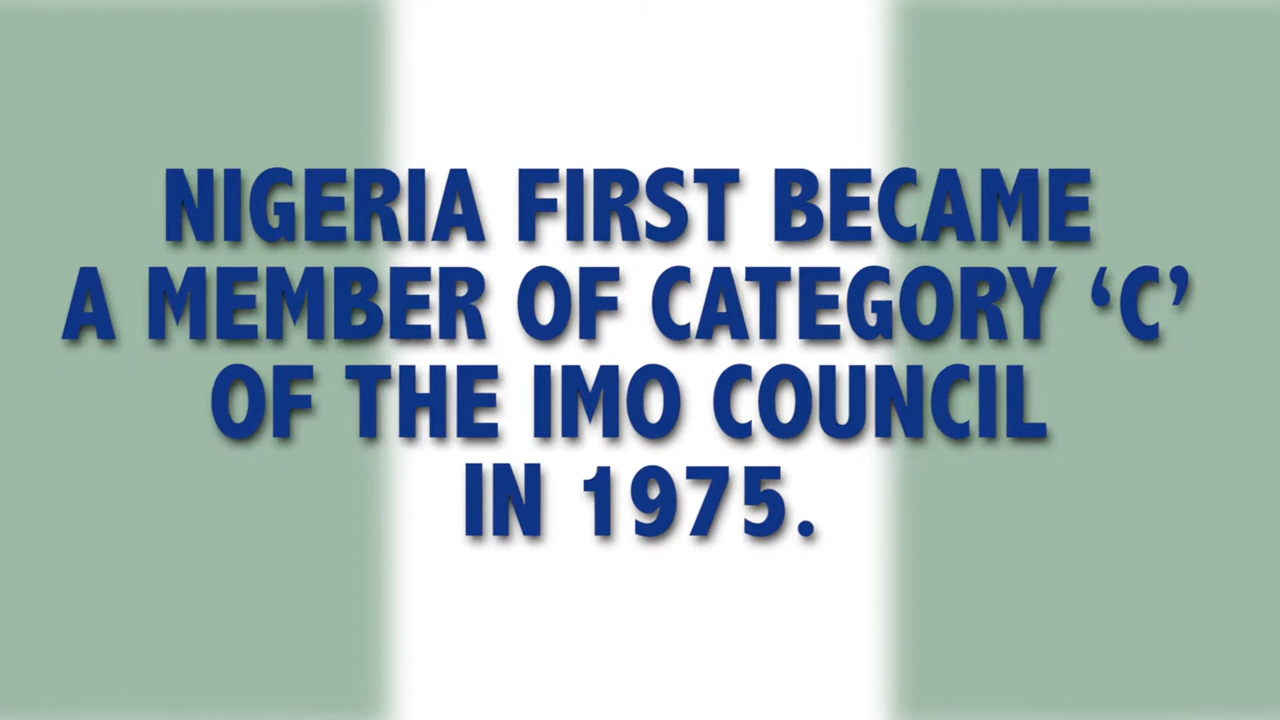 NIGERIA FIRST BECAME
A MEMBER OF CATEGORY ‘C’
OF THE IMO COUNCIL
IN 1975.